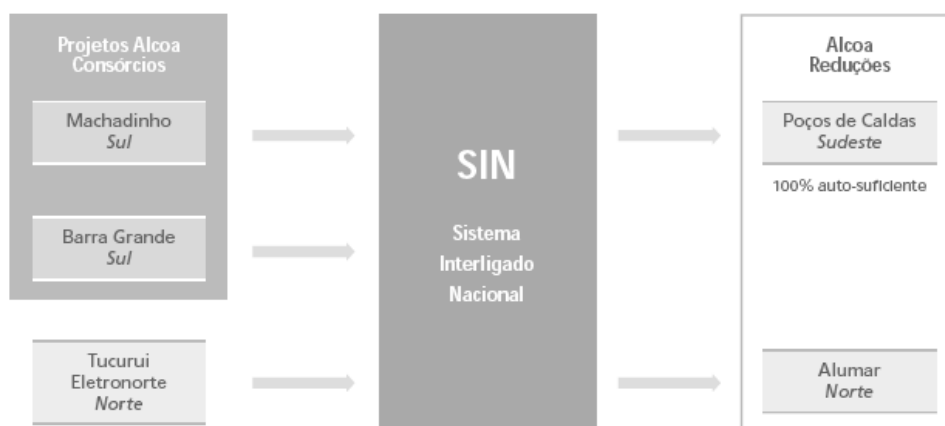 Projetos Alcoa
Consórcios
Machadinho
Sul
Barra Grande
Sul
Tucurui
Eletronorte
Norte
SIN
Sistema
Interligado
Nacional
Alcoa
Reduções
Poços de Caldas
Sudeste
100% auto-suficiente
Alumar
Norte